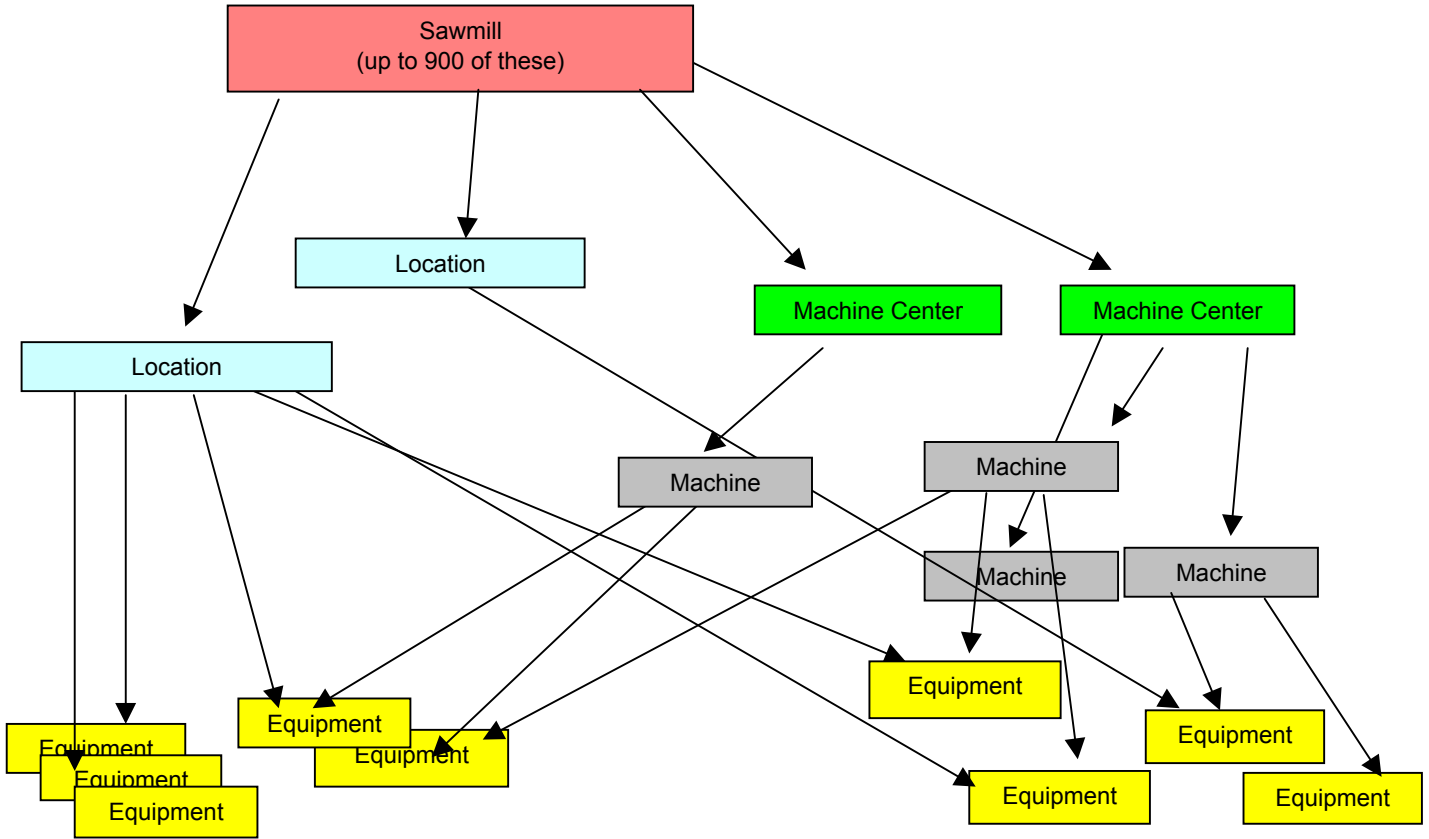 Sawmill
(up to 900 of these)
Location
Machine Center
Machine Center
Location
Machine
Machine
Machine
Machine
Equipment
Equipment
Equipment
Equipment
Equipment
Equipment
Equipment
Equipment
Equipment